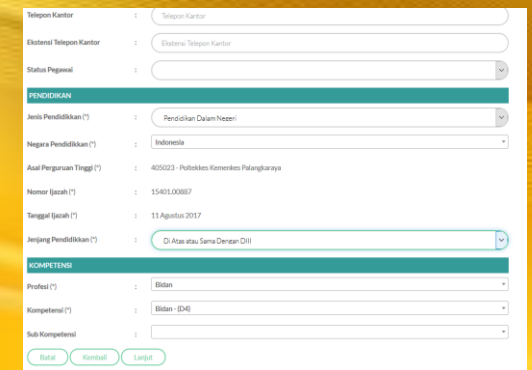 Telepon Kantor : Telepon Kantor
Ekstensi Telepon Kantor : Ekstensi Telepon Kantor
Status Pegawai :
PENDIDIKAN
Jenis Pendidikkan (*) : Pendidikan Dalam Negeri
Negara Pendidikkan (*) : Indonesia
Asal Perguruan Tinggi (*) : 405023 - Poltekkes Kemenkes Palangkaraya
Nomor Ijazah (*) : 15401.00887
Tanggal Ijazah (*) : 11 Agustus 2017
Jenjang Pendidikkan (*) : Di Atas atau Sama Dengan DIII
KOMPETENSI
Profesi (*) : Bidan
Kompetensi (*) : Bidan - (D4)
Sub Kompetensi :
Batal Kembali Lanjut